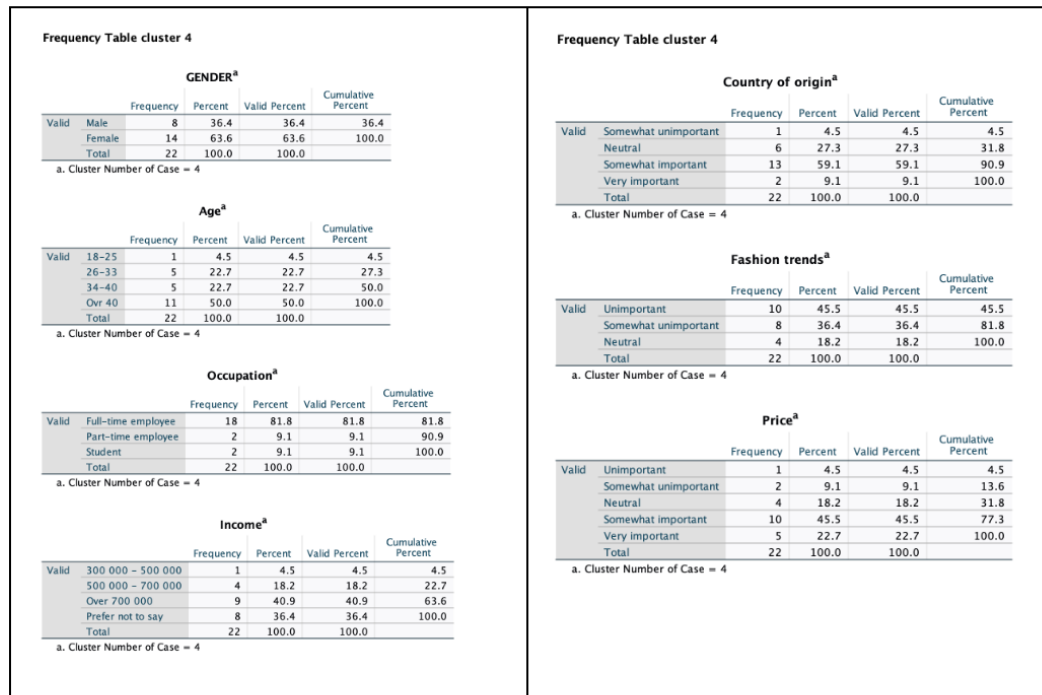 Frequency Table cluster 4
GENDERa
Cumulative
Frequency Percent Valid Percent Percent
Valid Male 8 36.4 36.4 36.4
Female 14 63.6 63.6 100.0
Total 22 100.0 100.0
a. Cluster Number of Case = 4
Agea
Cumulative
Frequency Percent Valid Percent Percent
Valid 18-25 1 4.5 4.5 4.5
26-33 5 22.7 22.7 27.3
34-40 5 22.7 22.7 50.0
Ovr 40 11 50.0 50.0 100.0
Total 22 100.0 100.0
a. Cluster Number of Case = 4
Occupationa
Cumulative
Frequency Percent Valid Percent Percent
Valid Full-time employee 18 81.8 81.8 81.8
Part-time employee 2 9.1 9.1 90.9
Student 2 9.1 9.1 100.0
Total 22 100.0 100.0
a. Cluster Number of Case = 4
Incomea
Cumulative
Frequency Percent Valid Percent Percent
Valid 300 000 - 500 000 1 4.5 4.5 4.5
500 000 - 700 000 4 18.2 18.2 22.7
Over 700 000 9 40.9 40.9 63.6
Prefer not to say 8 36.4 36.4 100.0
Total 22 100.0 100.0
a. Cluster Number of Case = 4
Frequency Table cluster 4
Country of origina
Cumulative
Frequency Percent Valid Percent Percent
Valid Somewhat unimportant 1 4.5 4.5 4.5
Neutral 6 27.3 27.3 31.8
Somewhat important 13 59.1 59.1 90.9
Very important 2 9.1 9.1 100.0
Total 22 100.0 100.0
a. Cluster Number of Case = 4
Fashion trendsa
Cumulative
Frequency Percent Valid Percent Percent
Valid Unimportant 10 45.5 45.5 45.5
Somewhat unimportant 8 36.4 36.4 81.8
Neutral 4 18.2 18.2 100.0
Total 22 100.0 100.0
a. Cluster Number of Case = 4
Pricea
Cumulative
Frequency Percent Valid Percent Percent
Valid Unimportant 1 4.5 4.5 4.5
Somewhat unimportant 2 9.1 9.1 13.6
Neutral 4 18.2 18.2 31.8
Somewhat important 10 45.5 45.5 77.3
Very important 5 22.7 22.7 100.0
Total 22 100.0 100.0
a. Cluster Number of Case = 4